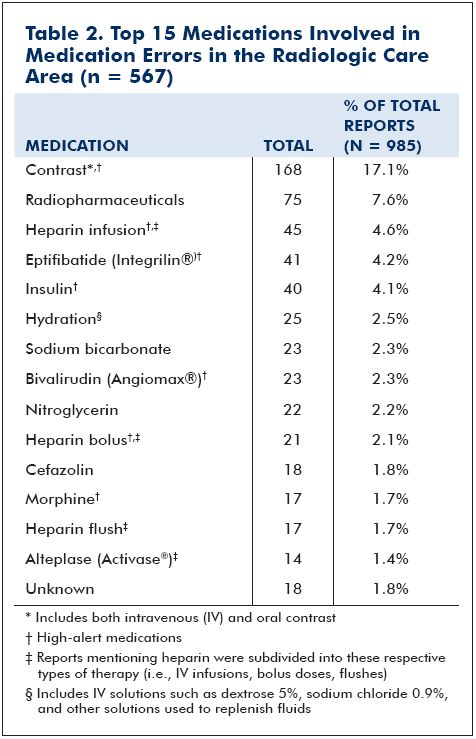 Table 2. Top 15 Medications Involved in
Medication Errors in the Radiologic Care
Area (n = 567)
MEDICATION TOTAL % OF TOTAL REPORTS (N = 985)
Contrast*,† 168 17.1%
Radiopharmaceuticals 75 7.6%
Heparin infusion†,‡ 45 4.6%
Eptifibatide (Integrilin®)† 41 4.2%
Insulin† 40 4.1%
Hydration§ 25 2.5%
Sodium bicarbonate 23 2.3%
Bivalirudin (Angiomax®)† 23 2.3%
Nitroglycerin 22 2.2%
Heparin bolus†,‡ 21 2.1%
Cefazolin 18 1.8%
Morphine† 17 1.7%
Heparin flush‡ 17 1.7%
Alteplase (Activase®)‡ 14 1.4%
Unknown 18 1.8%
* Includes both intravenous (IV) and oral contrast
† High-alert medications
‡ Reports mentioning heparin were subdivided into these respective
types of therapy (i.e., IV infusions, bolus doses, flushes)
§ Includes IV solutions such as dextrose 5%, sodium chloride 0.9%,
and other solutions used to replenish fluids